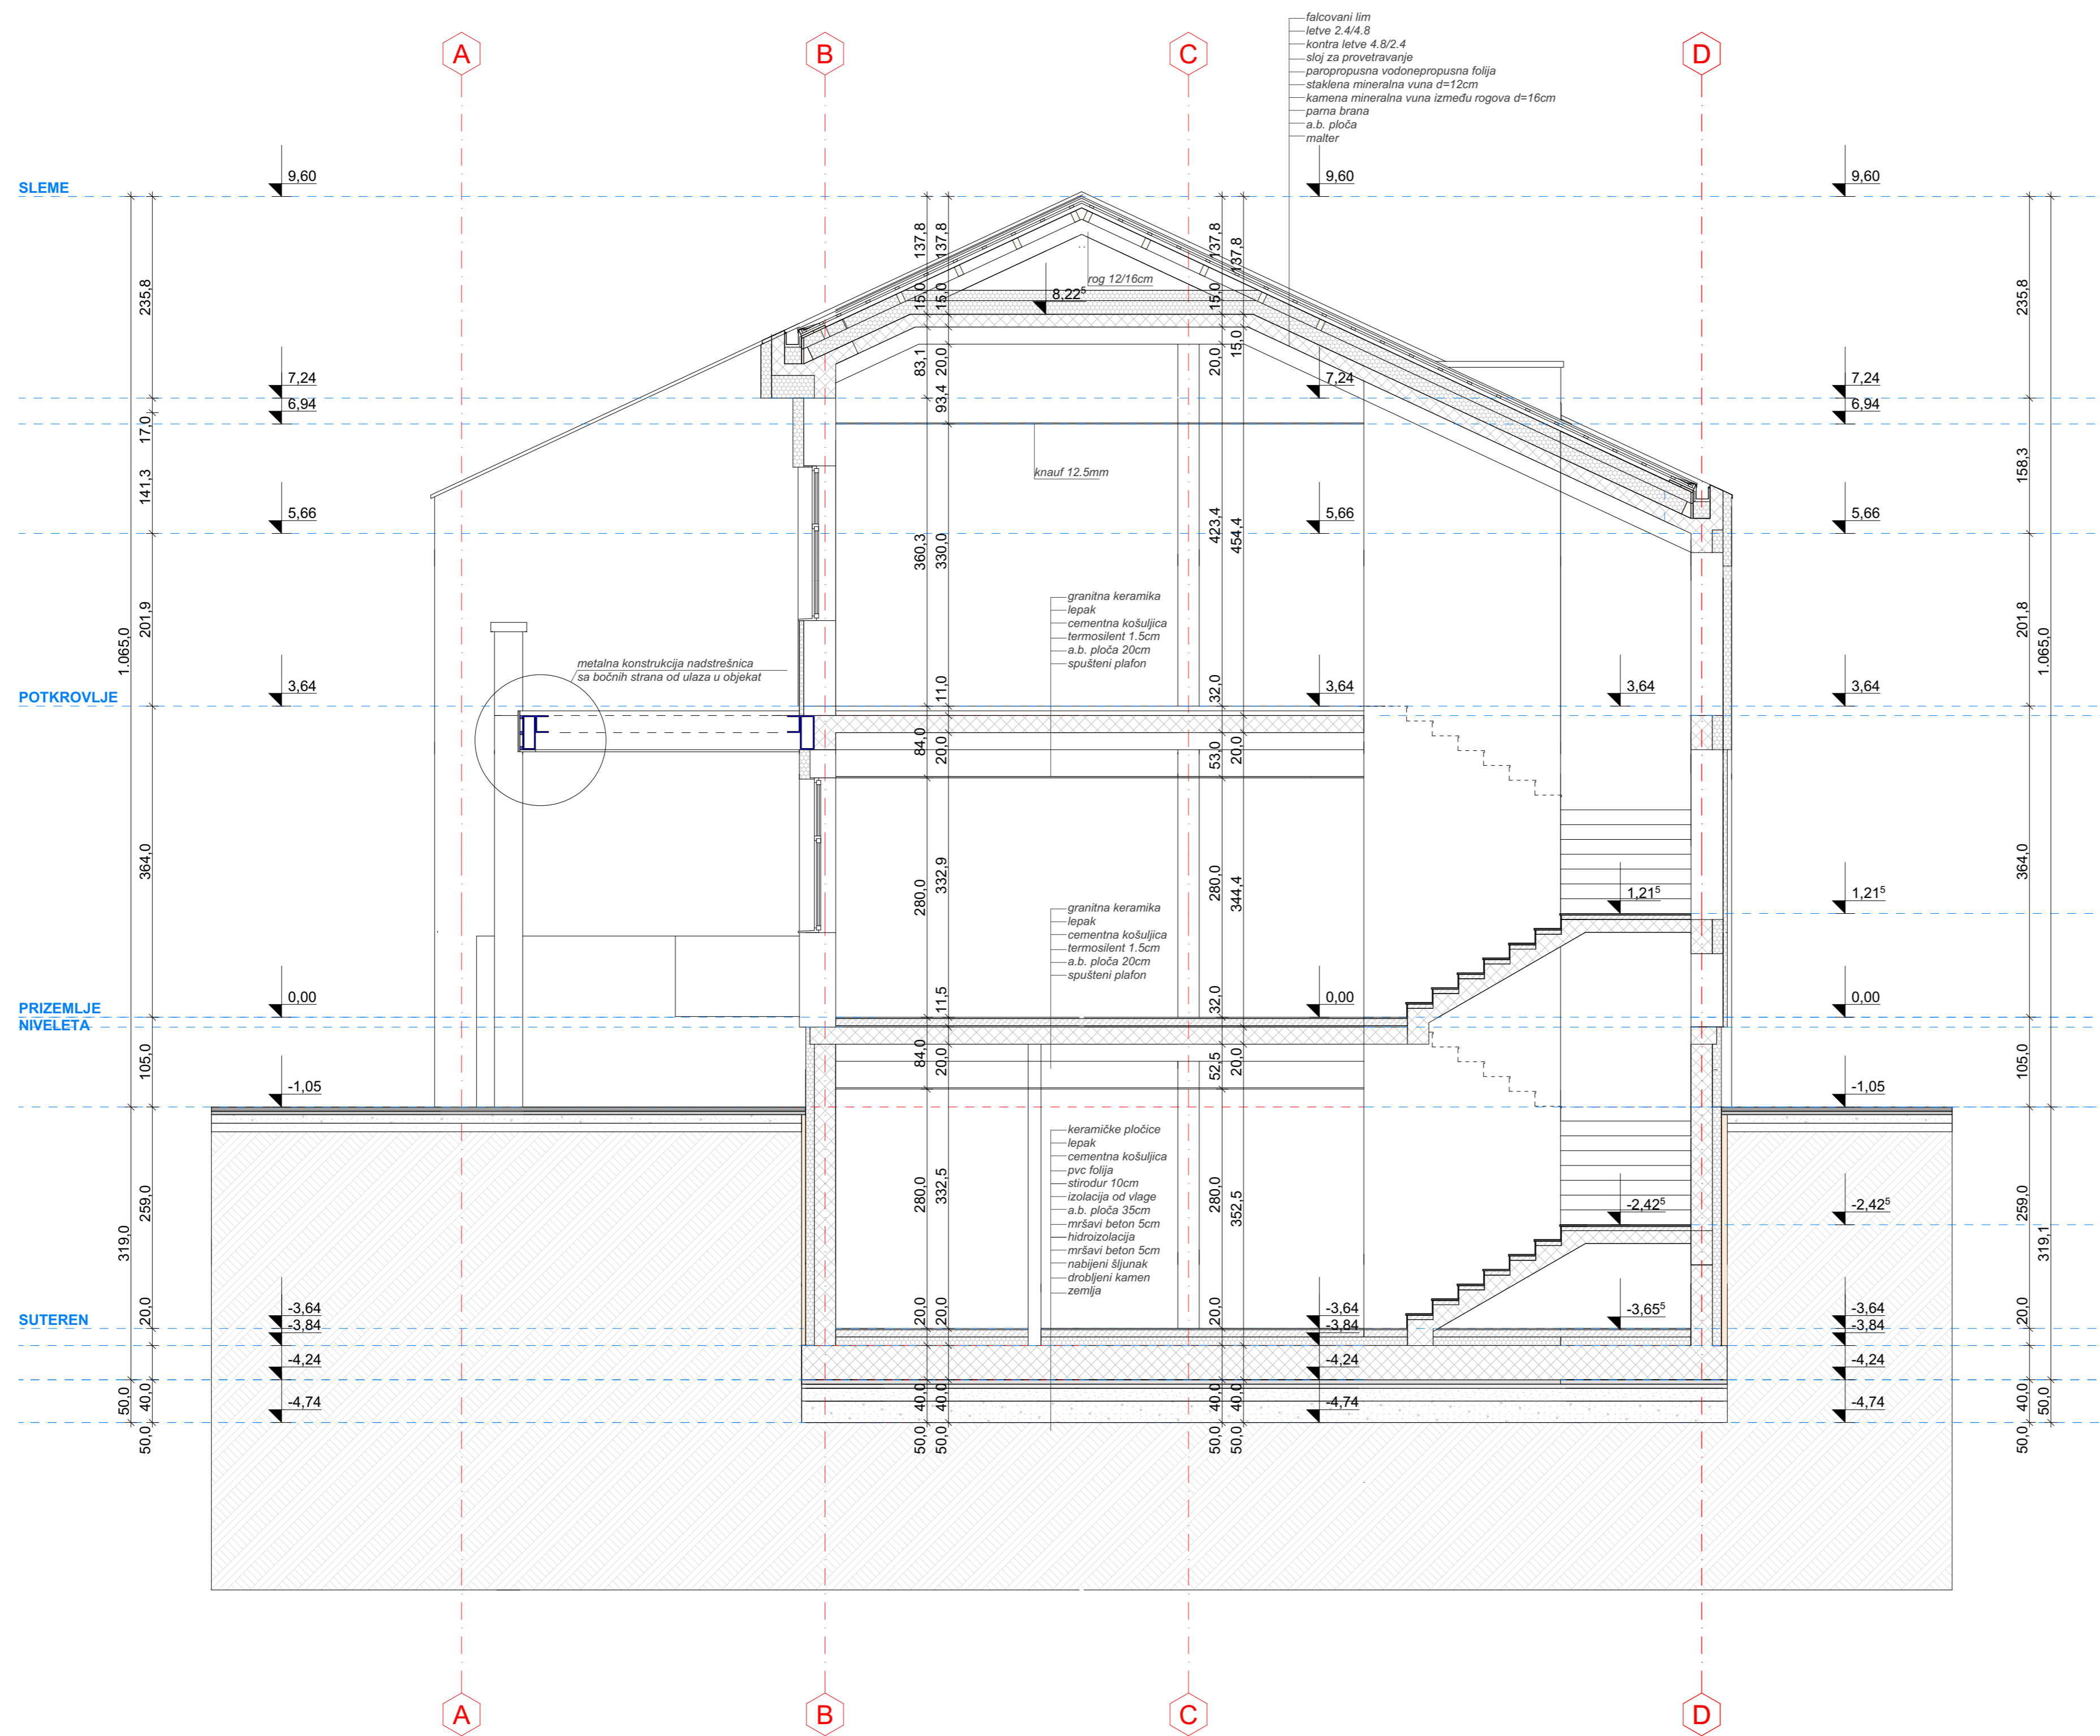 A
B
C
D
falcovani lim
letve 2.4/4.8
kontra letve 4.8/2.4
sloj za provetravanje
paropropusna vodonepropusna folija
staklena mineralna vuna d=12cm
kamena mineralna vuna između rogova d=16cm
parna brana
a.b. ploča
malter
SLEME
9,60
9,60
9,60
137,8
137,8
137,8
137,8
rog 12/16cm
8,22⁵
235,8
235,8
15,0
15,0
15,0
15,0
83,1
20,0
20,0
7,24
7,24
7,24
6,94
6,94
93,4
17,0
knauf 12.5mm
141,3
158,3
5,66
5,66
5,66
360,3
330,0
423,4
454,4
granitna keramika
lepak
cementna košuljica
termosilent 1.5cm
a.b. ploča 20cm
spušteni plafon
201,9
201,8
1.065,0
1.065,0
metalna konstrukcija nadstrešnica
sa bočnih strana od ulaza u objekat
POTKROVLJE
3,64
11,0
32,0
3,64
3,64
3,64
84,0
20,0
53,0
20,0
364,0
280,0
332,9
280,0
344,4
364,0
1,21⁵
1,21⁵
granitna keramika
lepak
cementna košuljica
termosilent 1.5cm
a.b. ploča 20cm
spušteni plafon
PRIZEMLJE
0,00
11,5
32,0
0,00
0,00
NIVELETA
105,0
84,0
20,0
52,5
20,0
105,0
-1,05
-1,05
keramičke pločice
lepak
cementna košuljica
pvc folija
stirodur 10cm
izolacija od vlage
a.b. ploča 35cm
mršavi beton 5cm
hidroizolacija
mršavi beton 5cm
nabijeni šljunak
drobljeni kamen
zemlja
259,0
280,0
332,5
280,0
352,5
259,0
-2,42⁵
-2,42⁵
319,0
319,1
SUTEREN
20,0
-3,64
20,0
20,0
20,0
-3,64
-3,65⁵
-3,64
20,0
-3,84
-3,84
-3,84
-4,24
-4,24
-4,24
50,0
40,0
-4,74
40,0
40,0
40,0
40,0
-4,74
-4,74
40,0
50,0
50,0
50,0
50,0
50,0
50,0
50,0
A
B
C
D